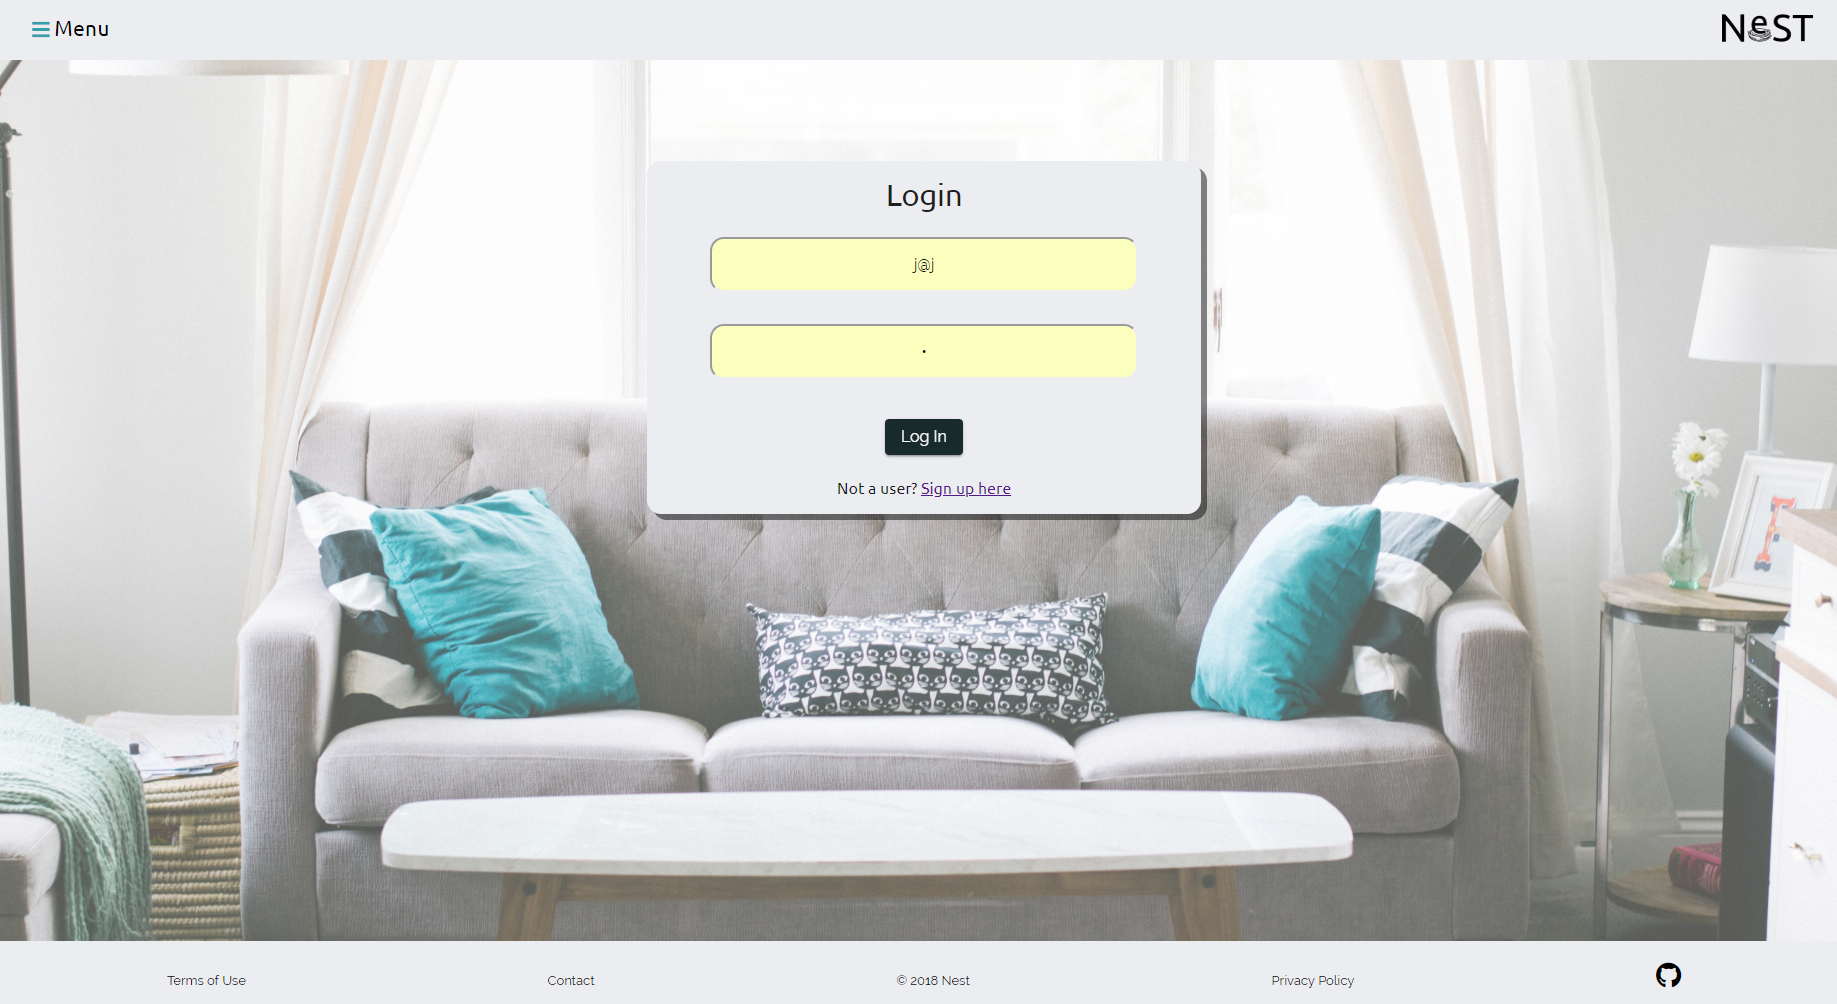 Menu
NeST
Login
j@j
•
Log In
Not a user? Sign up here
Terms of Use
Contact
© 2018 Nest
Privacy Policy